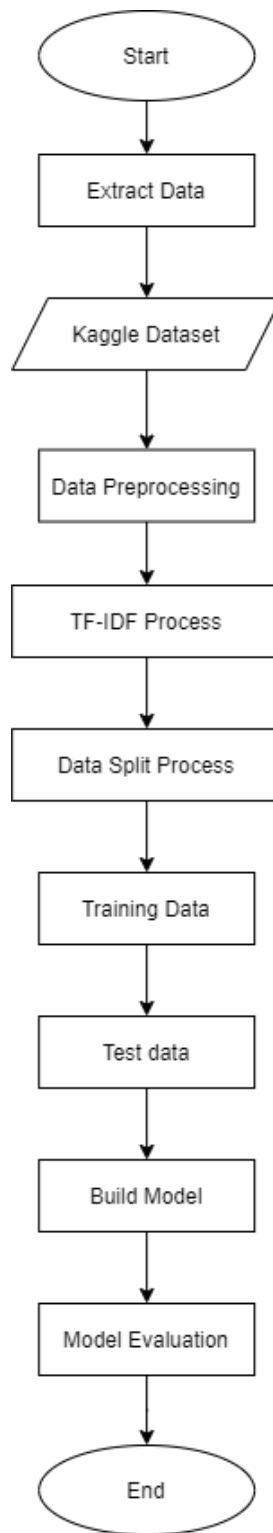 Start
Extract Data
Kaggle Dataset
Data Preprocessing
TF-IDF Process
Data Split Process
Training Data
Test data
Build Model
Model Evaluation
End